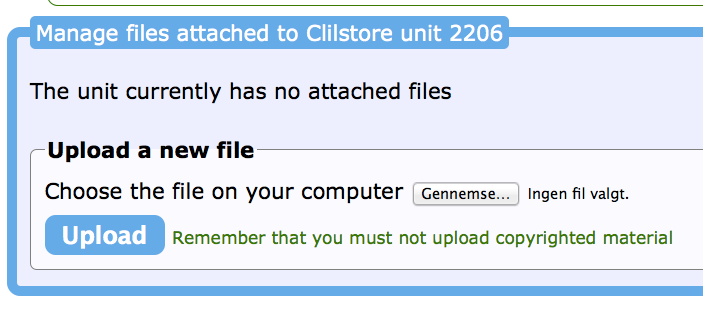 Manage files attached to Clilstore unit 2206
The unit currently has no attached files
Upload a new file
Choose the file on your computer Gennemse... Ingen fil valgt.
Upload Remember that you must not upload copyrighted material